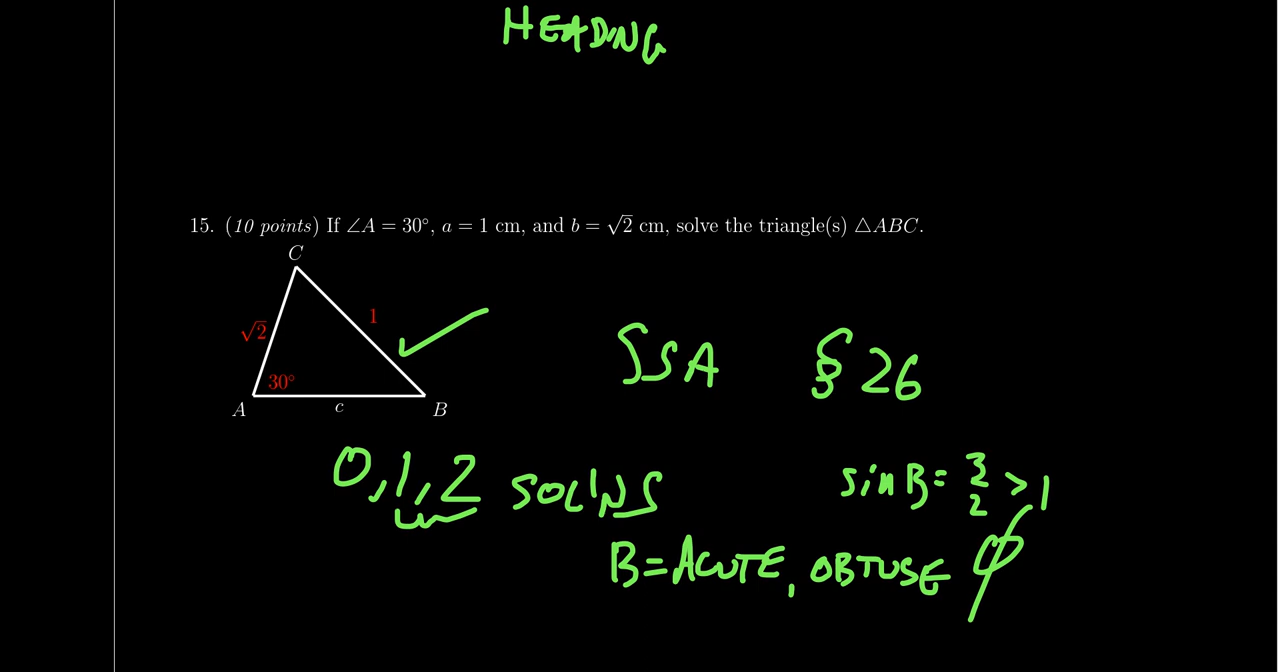 HEADING
15. (10 points) If ∠A = 30°, a = 1 cm, and b = √2 cm, solve the triangle(s) △ABC.
C
√2
1
30°
A
c
B
SSA § 26
0,1,2 SOL'NS
sin B = 3/2 > 1
B = ACUTE, OBTUSE φ